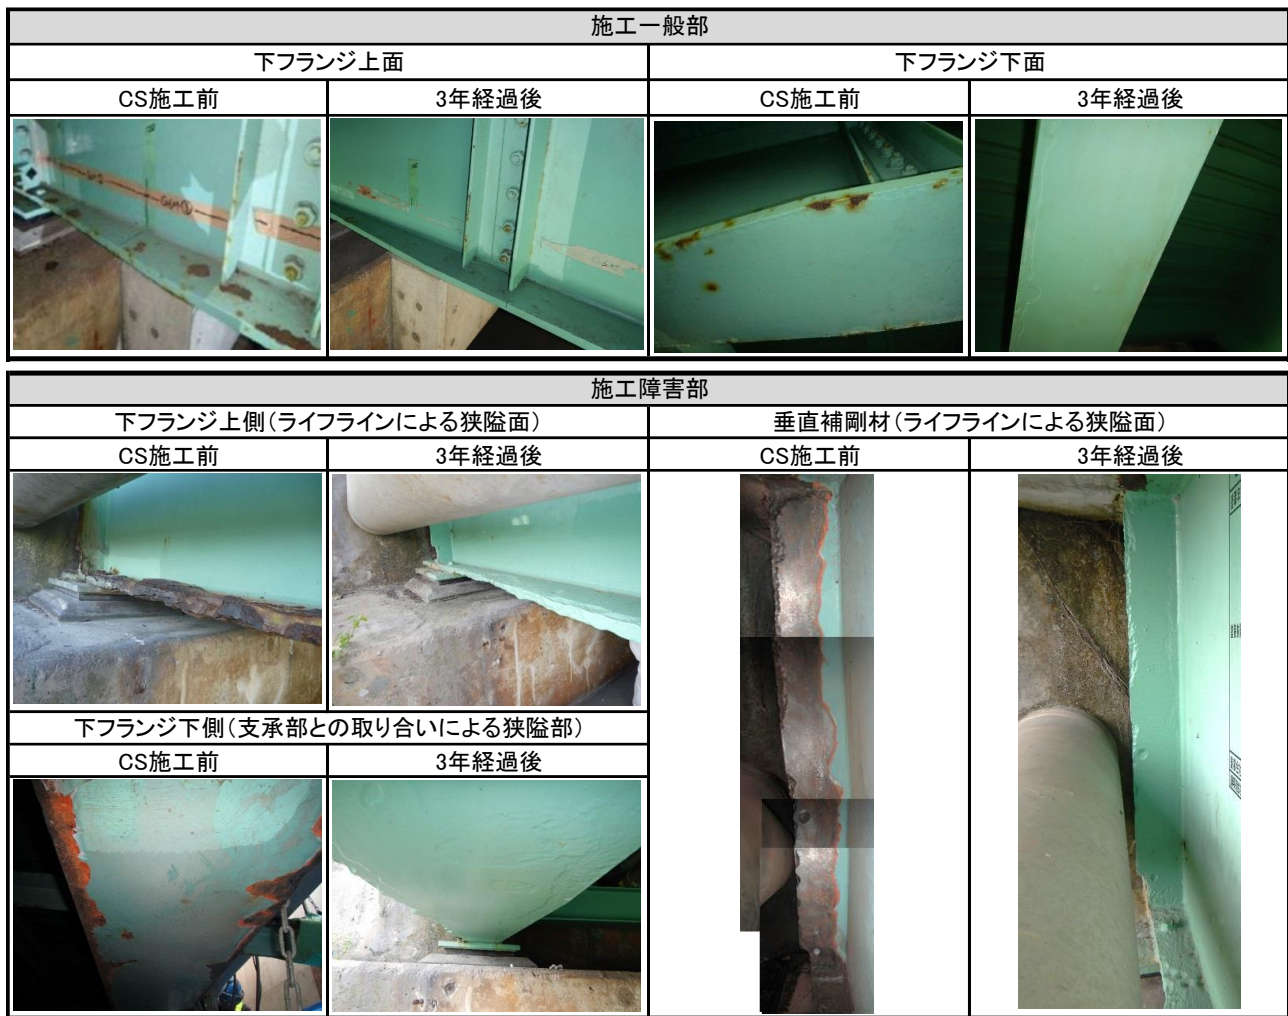 施工一般部
下フランジ上面
下フランジ下面
CS施工前
3年経過後
CS施工前
3年経過後
施工障害部
下フランジ上側(ライフラインによる狭隘面)
垂直補剛材(ライフラインによる狭隘面)
CS施工前
3年経過後
CS施工前
3年経過後
下フランジ下側(支承部との取り合いによる狭隘部)
CS施工前
3年経過後